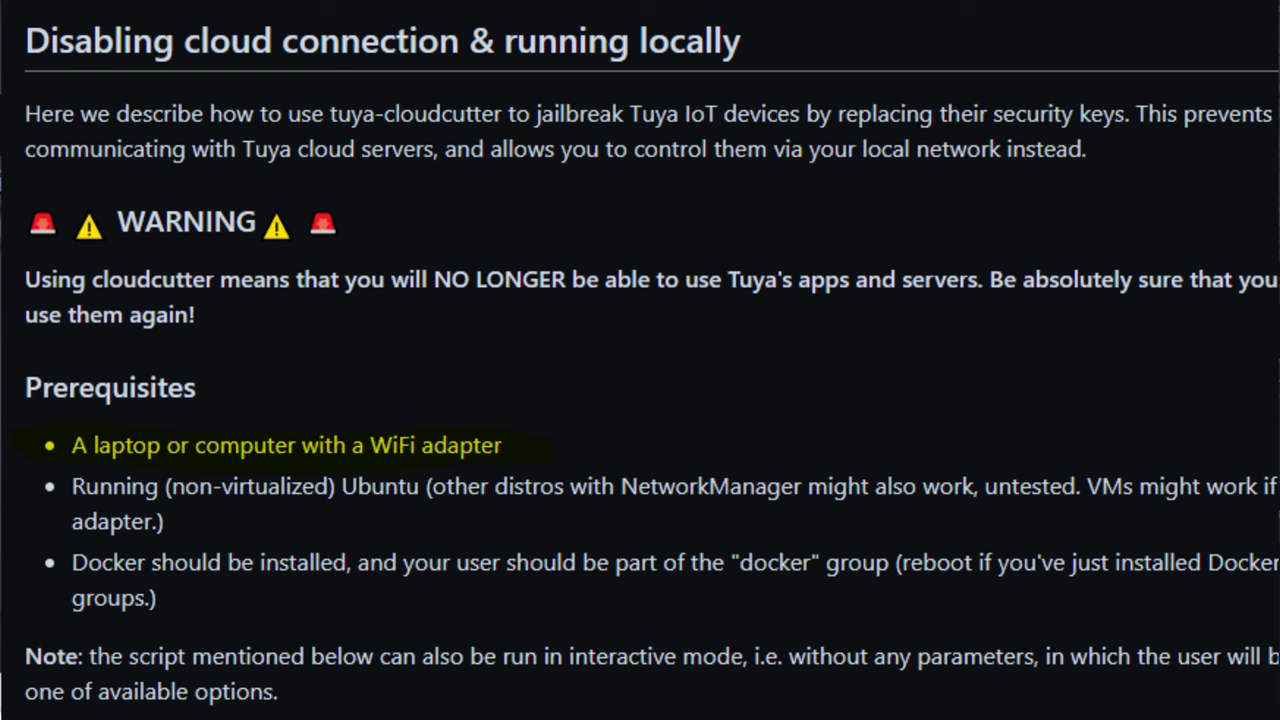 Disabling cloud connection & running locally
Here we describe how to use tuya-cloudcutter to jailbreak Tuya IoT devices by replacing their security keys. This prevents
communicating with Tuya cloud servers, and allows you to control them via your local network instead.
🚨 ⚠️ WARNING⚠️ 🚨
Using cloudcutter means that you will NO LONGER be able to use Tuya's apps and servers. Be absolutely sure that you
use them again!
Prerequisites
• A laptop or computer with a WiFi adapter
• Running (non-virtualized) Ubuntu (other distros with NetworkManager might also work, untested. VMs might work if
adapter.)
• Docker should be installed, and your user should be part of the "docker" group (reboot if you've just installed Docker
groups.)
Note: the script mentioned below can also be run in interactive mode, i.e. without any parameters, in which the user will
one of available options.